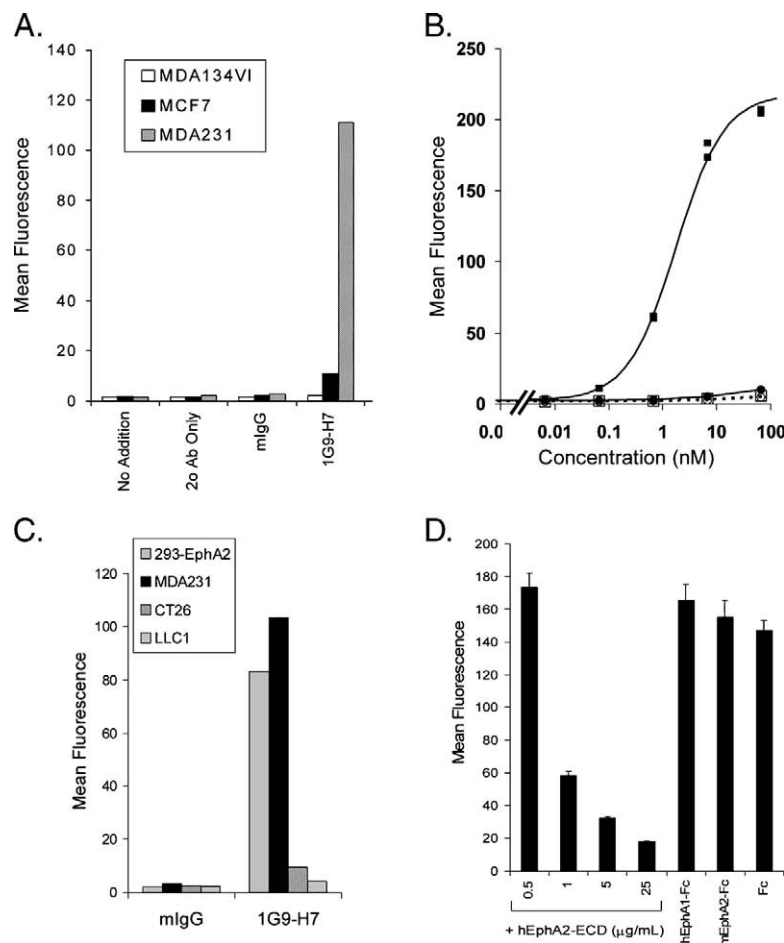 A.
Mean Fluorescence
140
120
100
80
60
40
20
0
MDA134VI
MCF7
MDA231
No Addition
2o Ab Only
mIgG
1G9-H7
B.
Mean Fluorescence
250
200
150
100
50
0
0.0
0.01
0.1
1
10
100
Concentration (nM)
C.
Mean Fluorescence
120
100
80
60
40
20
0
293-EphA2
MDA231
CT26
LLC1
mIgG
1G9-H7
D.
Mean Fluorescence
200
180
160
140
120
100
80
60
40
20
0
0.5
1
5
25
+ hEphA2-ECD (μg/mL)
hEphA1-Fc
mEphA2-Fc
Fc